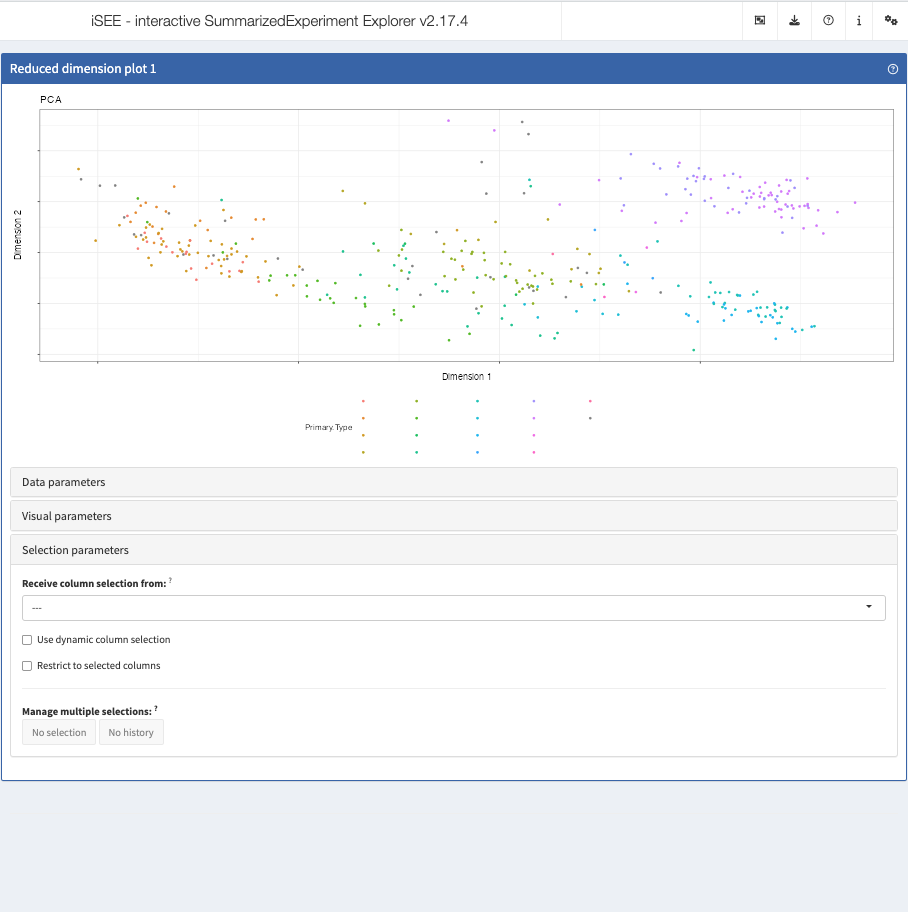 iSEE - interactive SummarizedExperiment Explorer v2.17.4
Reduced dimension plot 1
PCA
Dimension 2
Dimension 1
Primary.Type
Data parameters
Visual parameters
Selection parameters
Receive column selection from: ?
---
Use dynamic column selection
Restrict to selected columns
Manage multiple selections: ?
No selection
No history